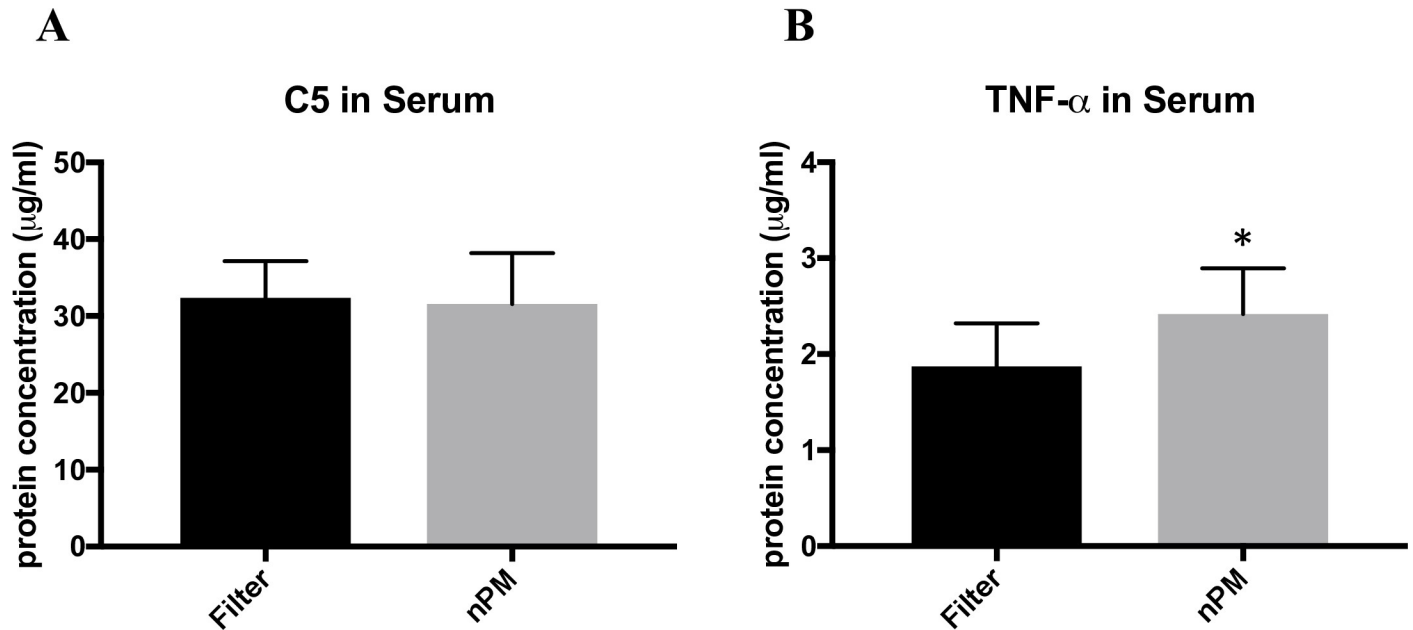 A
C5 in Serum
protein concentration (μg/ml)
50
40
30
20
10
0
Filter
nPM
B
TNF-α in Serum
protein concentration (μg/ml)
4
3
2
1
0
*
Filter
nPM